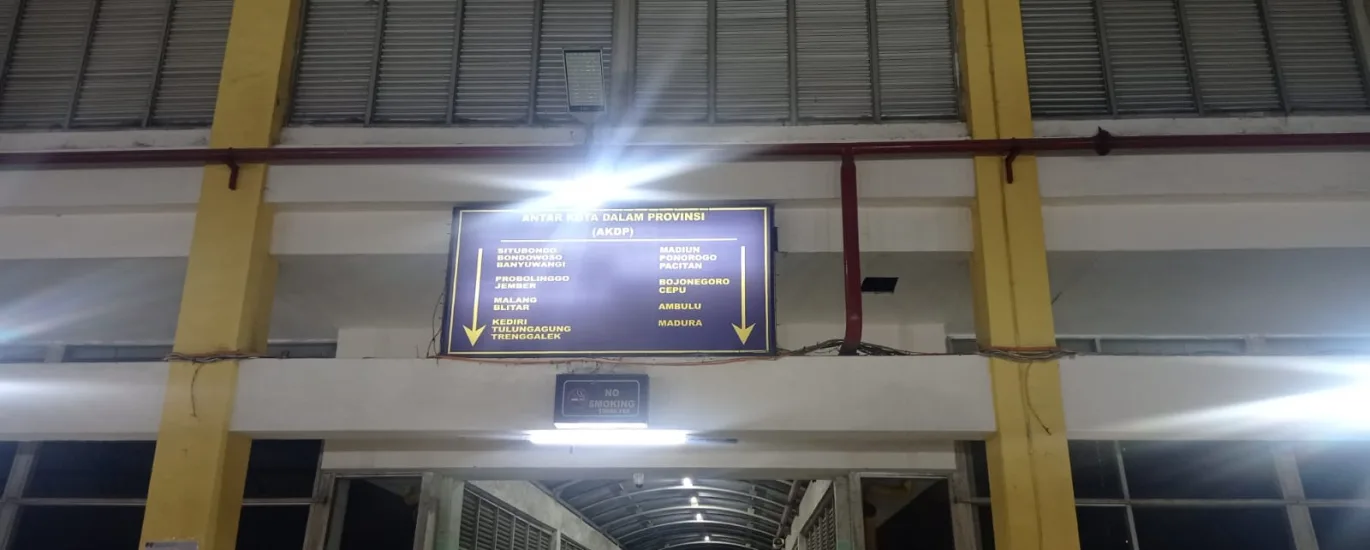 ANTAR KOTA DALAM PROVINSI
(AKDP)
SITUBONDO
BONDOWOSO
BANYUWANGI
PROBOLINGGO
JEMBER
MALANG
BLITAR
KEDIRI
TULUNGAGUNG
TRENGGALEK
MADIUN
PONOROGO
PACITAN
BOJONEGORO
CEPU
AMBULU
MADURA
NO
SMOKING